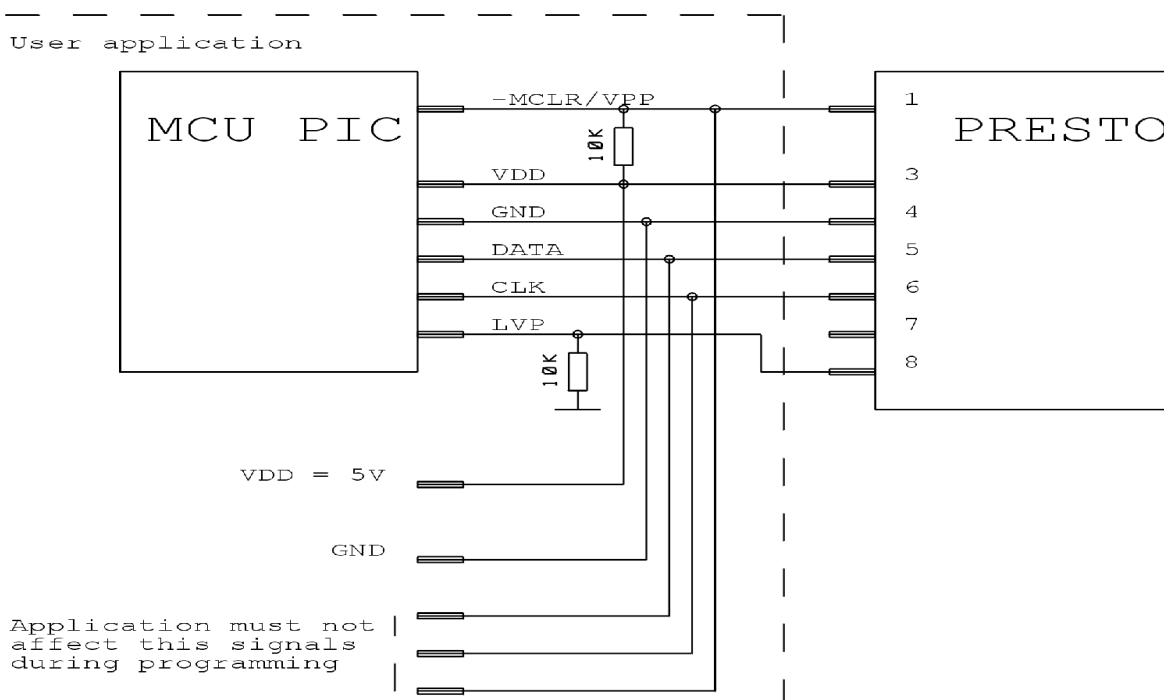 User application
MCU PIC
-MCLR/VPP
10K
VDD
GND
DATA
CLK
LVP
10K
PRESTO
1
3
4
5
6
7
8
VDD = 5V
GND
Application must not
affect this signals
during programming